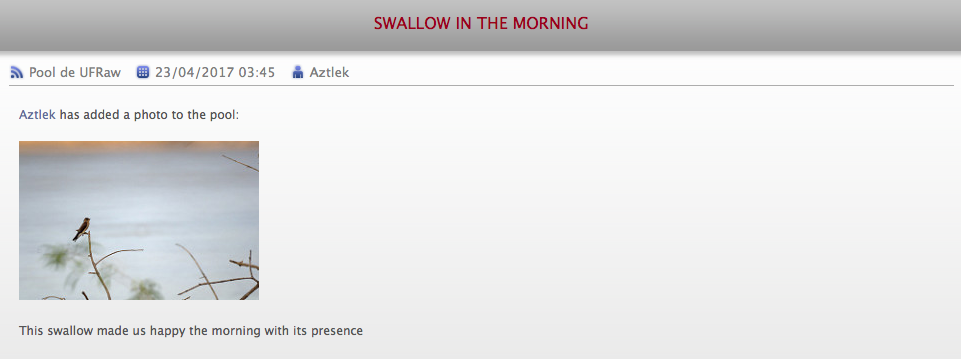 SWALLOW IN THE MORNING
Pool de UFRaw 23/04/2017 03:45 Aztlek
Aztlek has added a photo to the pool:
This swallow made us happy the morning with its presence